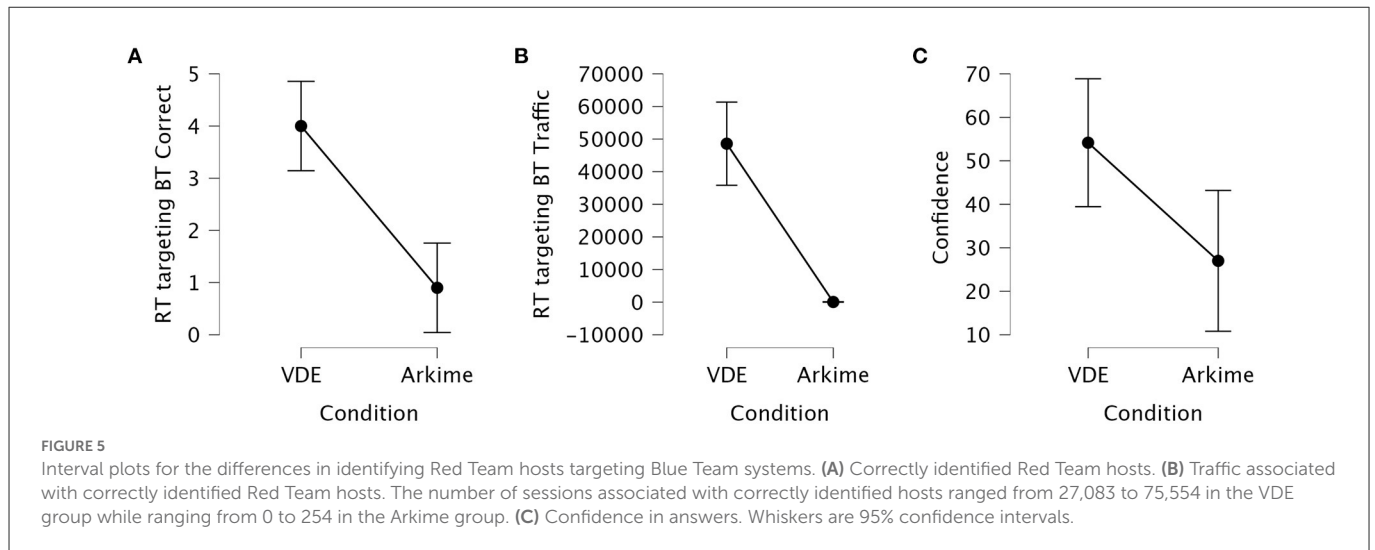 A
5
4
3
2
1
0
RT targeting BT Correct
VDE
Arkime
Condition
B
70000
60000
50000
40000
30000
20000
10000
0
−10000
RT targeting BT Traffic
VDE
Arkime
Condition
C
70
60
50
40
30
20
10
Confidence
VDE
Arkime
Condition
FIGURE 5
Interval plots for the differences in identifying Red Team hosts targeting Blue Team systems. (A) Correctly identified Red Team hosts. (B) Traffic associated
with correctly identified Red Team hosts. The number of sessions associated with correctly identified hosts ranged from 27,083 to 75,554 in the VDE
group while ranging from 0 to 254 in the Arkime group. (C) Confidence in answers. Whiskers are 95% confidence intervals.